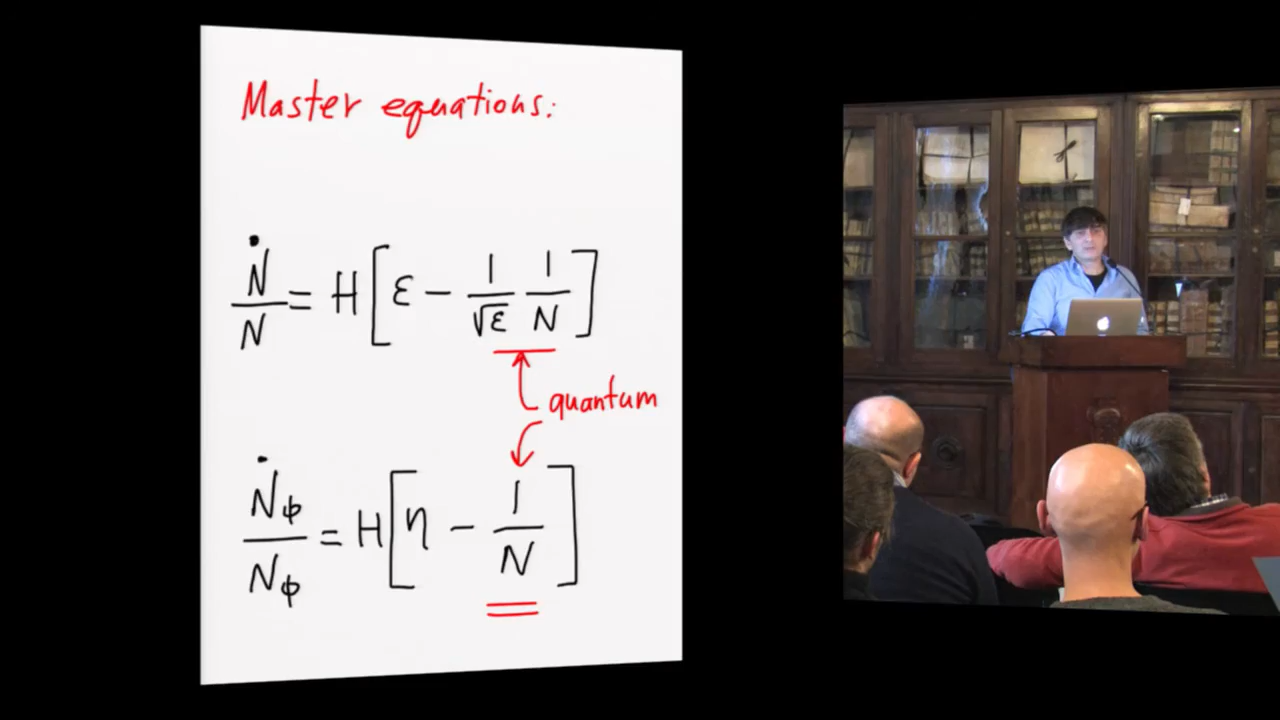 Master equations:
Ṅ/N = H[ε − 1/√ε 1/N]
quantum
Ṅϕ/Nϕ = H[η − 1/N]